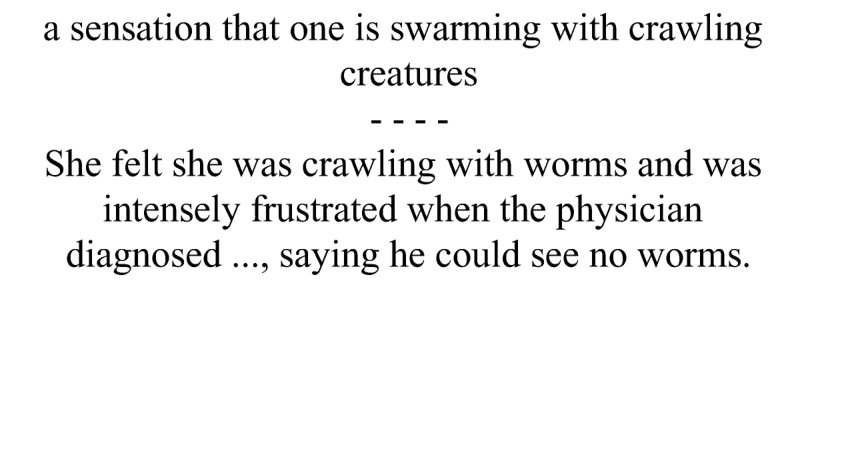 a sensation that one is swarming with crawling
creatures
- - - -
She felt she was crawling with worms and was
intensely frustrated when the physician
diagnosed ..., saying he could see no worms.